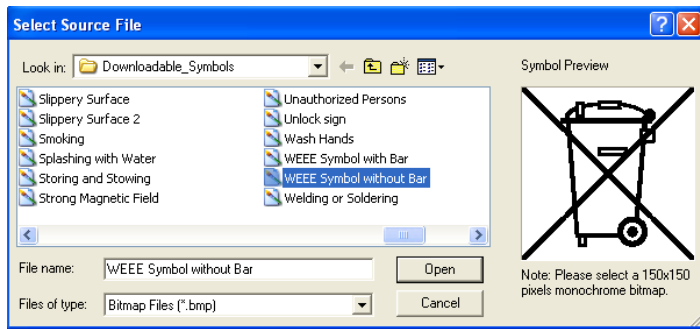 Select Source File
Look in: Downloadable_Symbols
Symbol Preview
Slippery Surface
Slippery Surface 2
Smoking
Splashing with Water
Storing and Stowing
Strong Magnetic Field
Unauthorized Persons
Unlock sign
Wash Hands
WEEE Symbol with Bar
WEEE Symbol without Bar
Welding or Soldering
File name: WEEE Symbol without Bar
Open
Files of type: Bitmap Files (*.bmp)
Cancel
Note: Please select a 150x150
pixels monochrome bitmap.